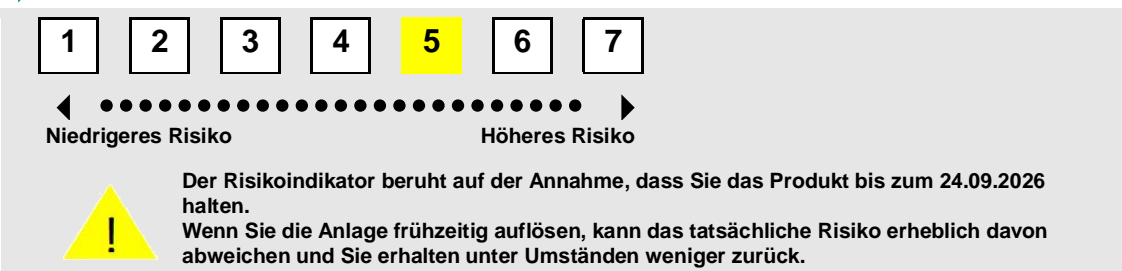 1 2 3 4 5 6 7
Niedrigeres Risiko Höheres Risiko
Der Risikoindikator beruht auf der Annahme, dass Sie das Produkt bis zum 24.09.2026
halten.
!
Wenn Sie die Anlage frühzeitig auflösen, kann das tatsächliche Risiko erheblich davon
abweichen und Sie erhalten unter Umständen weniger zurück.